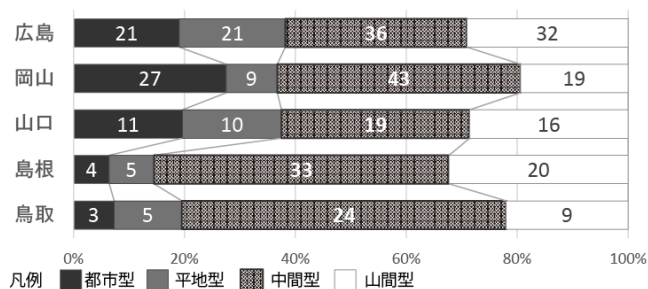 広島 21 21 36 32
岡山 27 9 43 19
山口 11 10 19 16
島根 4 5 33 20
鳥取 3 5 24 9
0% 20% 40% 60% 80% 100%
凡例 都市型 平地型 中間型 山間型